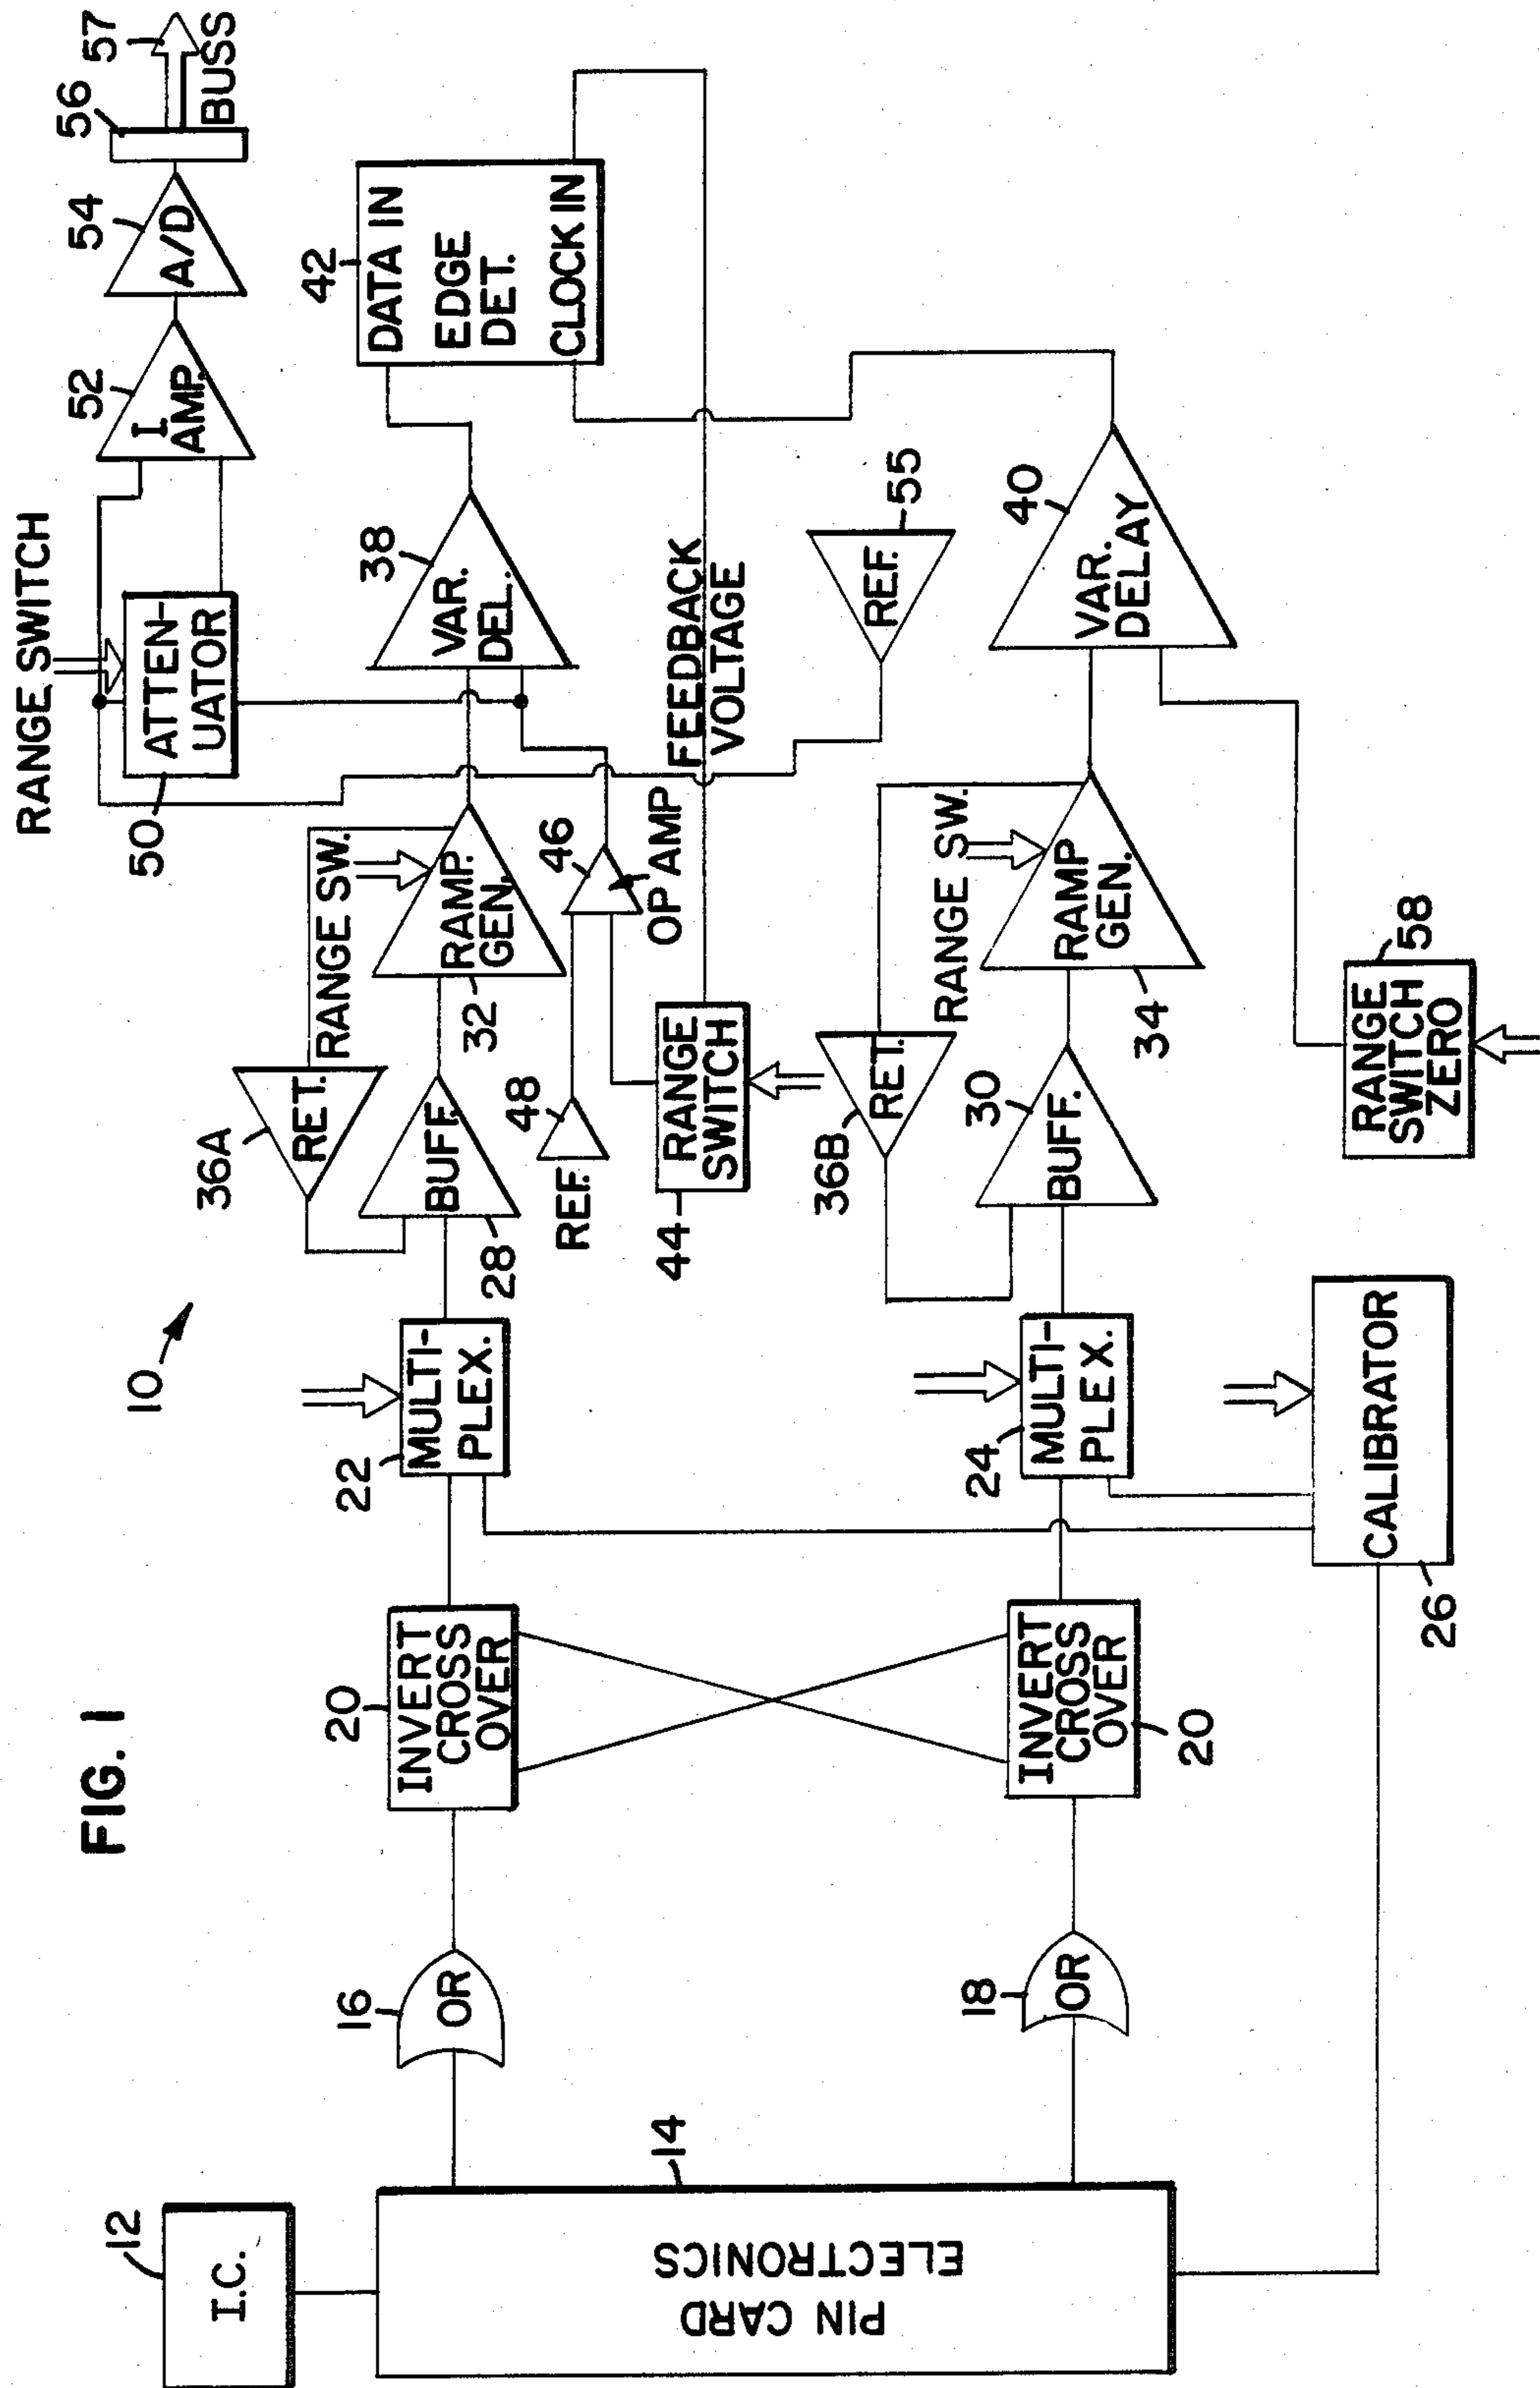 FIG. 1
10
12
I.C.
PIN CARD
ELECTRONICS
14
16
OR
18
OR
20
INVERT
CROSS
OVER
INVERT
CROSS
OVER
20
22
MULTI-
PLEX.
24
MULTI-
PLEX.
CALIBRATOR
26
36A
RET.
BUFF.
28
RANGE SW.
RAMP.
GEN.
32
48
REF.
46
OP AMP
RANGE
SWITCH
44
36B
RET.
30
BUFF.
RANGE SW.
RAMP
GEN.
34
RANGE
SWITCH
ZERO
58
RANGE SWITCH
ATTEN-
UATOR
50
38
VAR.
DEL.
FEEDBACK
VOLTAGE
REF.
55
40
VAR.
DELAY
52
I
AMP.
54
A/D
56
57
BUSS
42
DATA IN
EDGE
DET.
CLOCK IN